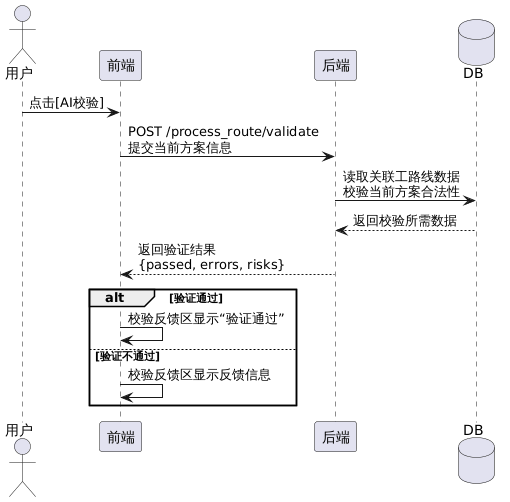 用户
前端
后端
DB
点击[AI校验]
POST /process_route/validate
提交当前方案信息
读取关联工路线数据
校验当前方案合法性
返回校验所需数据
返回验证结果
{passed, errors, risks}
alt
[验证通过]
校验反馈区显示“验证通过”
[验证不通过]
校验反馈区显示反馈信息
用户
前端
后端
DB